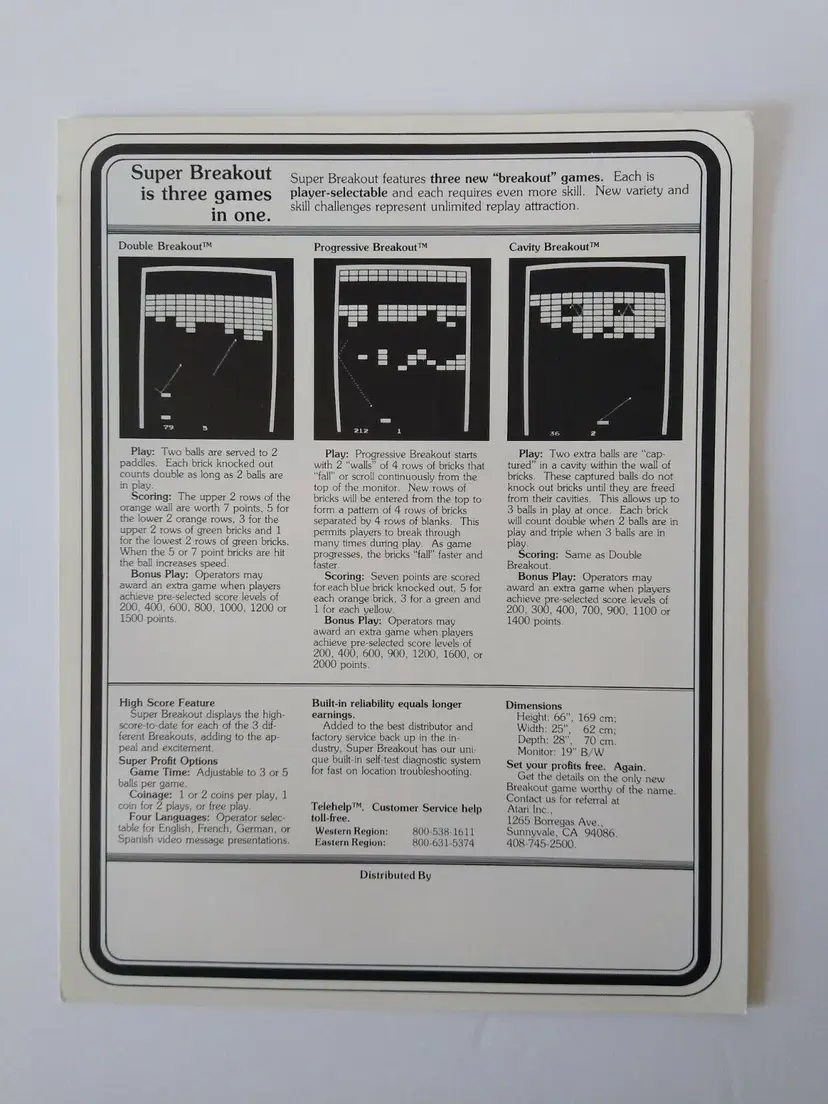 Super Breakout
is three games
in one.
Super Breakout features three new “breakout” games. Each is
player-selectable and each requires even more skill. New variety and
skill challenges represent unlimited replay attraction.
Double Breakout™
79 5
Play: Two balls are served to 2
paddles. Each brick knocked out
counts double as long as 2 balls are
in play.
Scoring: The upper 2 rows of the
orange wall are worth 7 points, 5 for
the lower 2 orange rows, 3 for the
upper 2 rows of green bricks and 1
for the lowest 2 rows of green bricks.
When the 5 or 7 point bricks are hit
the ball increases speed.
Bonus Play: Operators may
award an extra game when players
achieve pre-selected score levels of
200, 400, 600, 800, 1000, 1200 or
1500 points.
Progressive Breakout™
212 1
Play: Progressive Breakout starts
with 2 “walls” of 4 rows of bricks that
“fall” or scroll continuously from the
top of the monitor. New rows of
bricks will be entered from the top to
form a pattern of 4 rows of bricks
separated by 4 rows of blanks. This
permits players to break through
many times during play. As game
progresses, the bricks “fall” faster and
faster.
Scoring: Seven points are scored
for each blue brick knocked out, 5 for
each orange brick, 3 for a green and
1 for each yellow.
Bonus Play: Operators may
award an extra game when players
achieve pre-selected score levels of
200, 400, 600, 900, 1200, 1600, or
2000 points.
Cavity Breakout™
36 2
Play: Two extra balls are “cap-
tured” in a cavity within the wall of
bricks. These captured balls do not
knock out bricks until they are freed
from their cavities. This allows up to
3 balls in play at once. Each brick
will count double when 2 balls are in
play and triple when 3 balls are in
play.
Scoring: Same as Double
Breakout.
Bonus Play: Operators may
award an extra game when players
achieve pre-selected score levels of
200, 300, 400, 700, 900, 1100 or
1400 points.
High Score Feature
Super Breakout displays the high-
score-to-date for each of the 3 dif-
ferent Breakouts, adding to the ap-
peal and excitement.
Super Profit Options
Game Time: Adjustable to 3 or 5
balls per game.
Coinage: 1 or 2 coins per play, 1
coin for 2 plays, or free play.
Four Languages: Operator selec-
table for English, French, German, or
Spanish video message presentations.
Built-in reliability equals longer
earnings.
Added to the best distributor and
factory service back up in the in-
dustry, Super Breakout has our uni-
que built-in self-test diagnostic system
for fast on location troubleshooting.
Telehelp™. Customer Service help
toll-free.
Western Region: 800-538-1611
Eastern Region: 800-631-5374
Dimensions
Height: 66”, 169 cm;
Width: 25”, 62 cm;
Depth: 28”, 70 cm.
Monitor: 19” B/W
Set your profits free. Again.
Get the details on the only new
Breakout game worthy of the name.
Contact us for referral at
Atari Inc.,
1265 Borregas Ave.,
Sunnyvale, CA 94086.
408-745-2500.
Distributed By